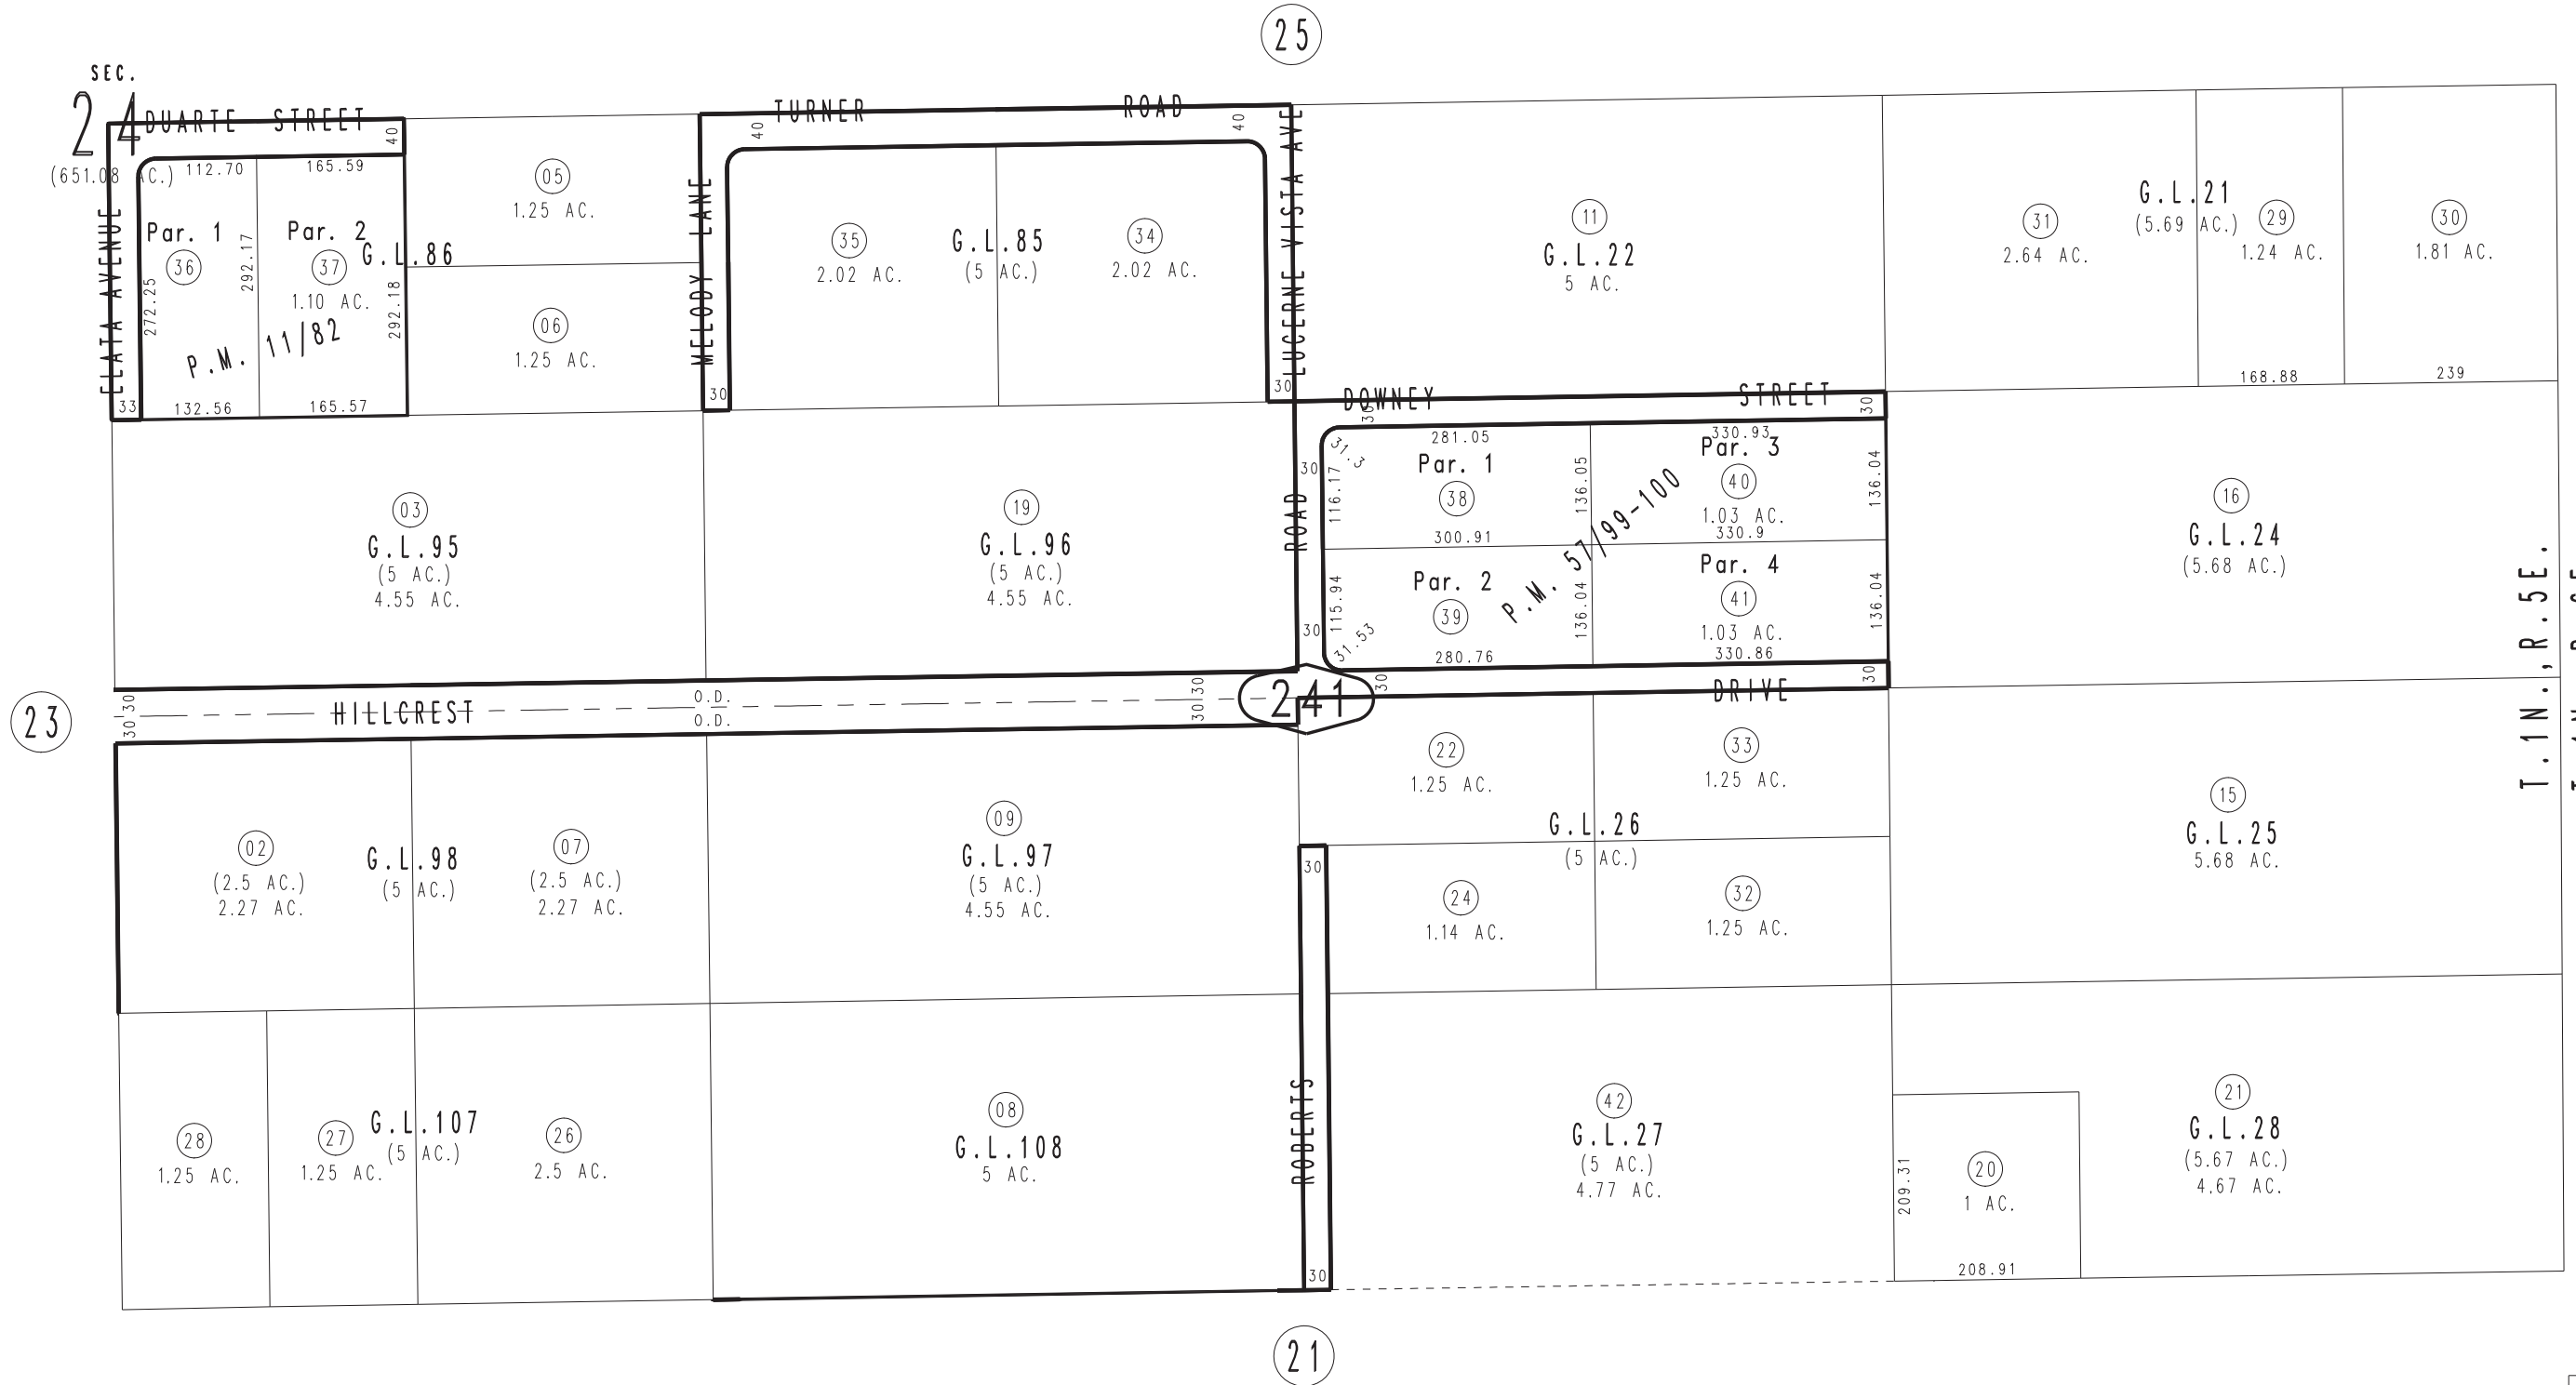 25
SEC.
24
(651.08 AC.)
DUARTE STREET
40
112.70
165.59
ELATA AVENUE
Par. 1
36
272.25
292.17
Par. 2
37
1.10 AC.
G.L.86
292.18
P.M. 11/82
33
132.56
165.57
05
1.25 AC.
06
1.25 AC.
MELODY LANE
30
TURNER ROAD
40
40
35
2.02 AC.
G.L.85
(5 AC.)
34
2.02 AC.
LUCERNE VISTA AVE
30
11
G.L.22
5 AC.
31
2.64 AC.
G.L.21
(5.69 AC.)
29
1.24 AC.
30
1.81 AC.
168.88
239
DOWNEY STREET
30
30
03
G.L.95
(5 AC.)
4.55 AC.
19
G.L.96
(5 AC.)
4.55 AC.
ROAD
30
30
31.3
281.05
330.93
116.17
Par. 1
38
136.05
Par. 3
40
1.03 AC.
136.04
300.91
330.9
P.M. 57/99-100
115.94
Par. 2
39
136.04
Par. 4
41
1.03 AC.
136.04
31.53
280.76
330.86
16
G.L.24
(5.68 AC.)
T.1N.,R.5E.
23
30 30
HILLCREST
O.D.
O.D.
30 30
241
30
DRIVE
30
02
(2.5 AC.)
2.27 AC.
G.L.98
(5 AC.)
07
(2.5 AC.)
2.27 AC.
09
G.L.97
(5 AC.)
4.55 AC.
22
1.25 AC.
33
1.25 AC.
G.L.26
(5 AC.)
30
24
1.14 AC.
32
1.25 AC.
15
G.L.25
5.68 AC.
28
1.25 AC.
27
1.25 AC.
G.L.107
(5 AC.)
26
2.5 AC.
08
G.L.108
5 AC.
ROBERTS
30
42
G.L.27
(5 AC.)
4.77 AC.
209.31
20
1 AC.
208.91
21
G.L.28
(5.67 AC.)
4.67 AC.
21